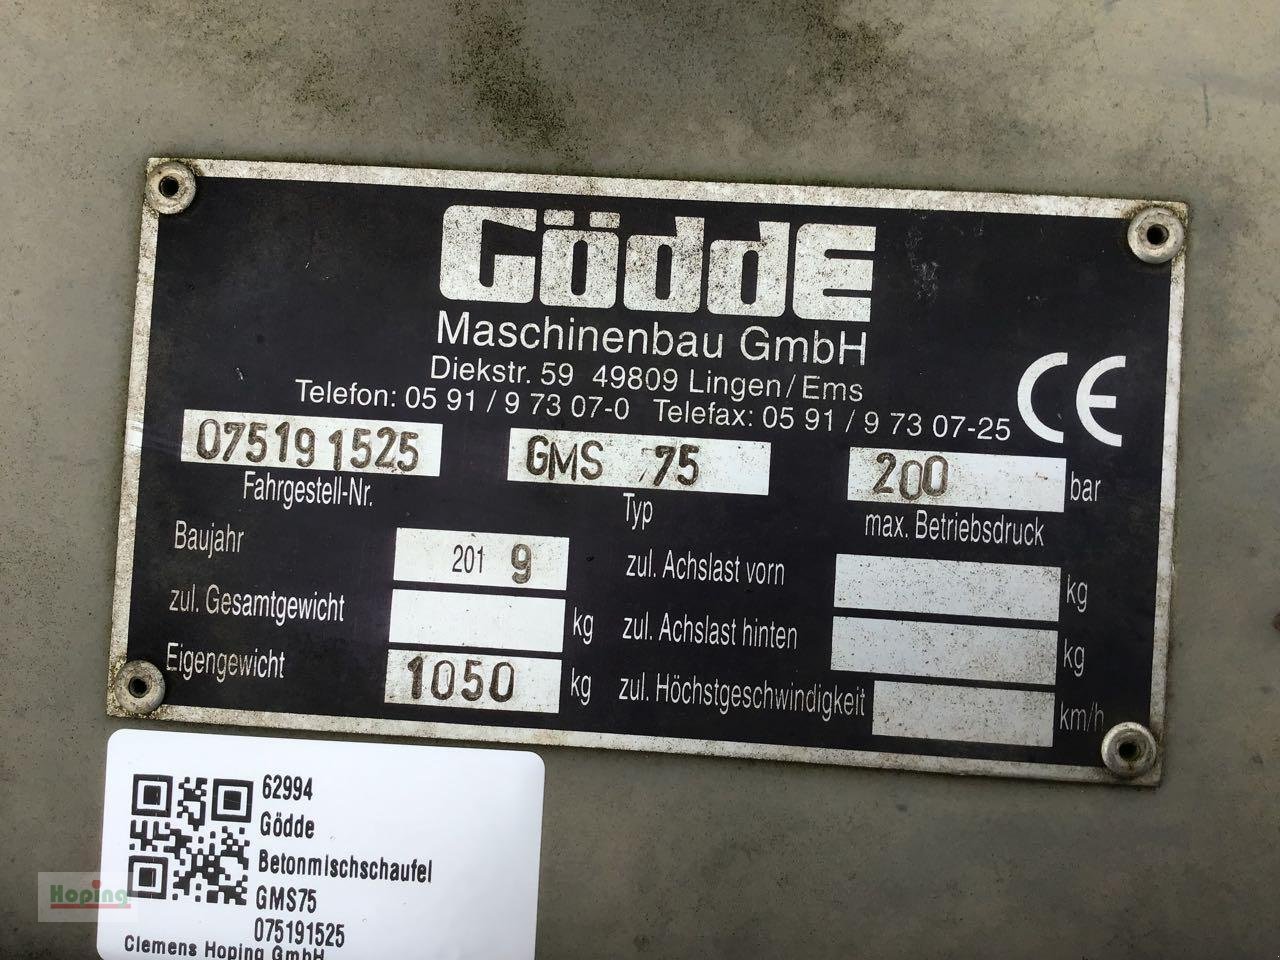 GöddE
Maschinenbau GmbH
Diekstr. 59 49809 Lingen/Ems
Telefon: 05 91 / 9 73 07-0 Telefax: 05 91 / 9 73 07-25
CE
075191525 GMS 75 200 bar
Fahrgestell-Nr. Typ max. Betriebsdruck
Baujahr 2019 zul. Achslast vorn kg
zul. Gesamtgewicht kg zul. Achslast hinten kg
Eigengewicht 1050 kg zul. Höchstgeschwindigkeit km/h
62994
Gödde
Betonmischschaufel
GMS75
075191525
Clemens Hoping GmbH
Hoping